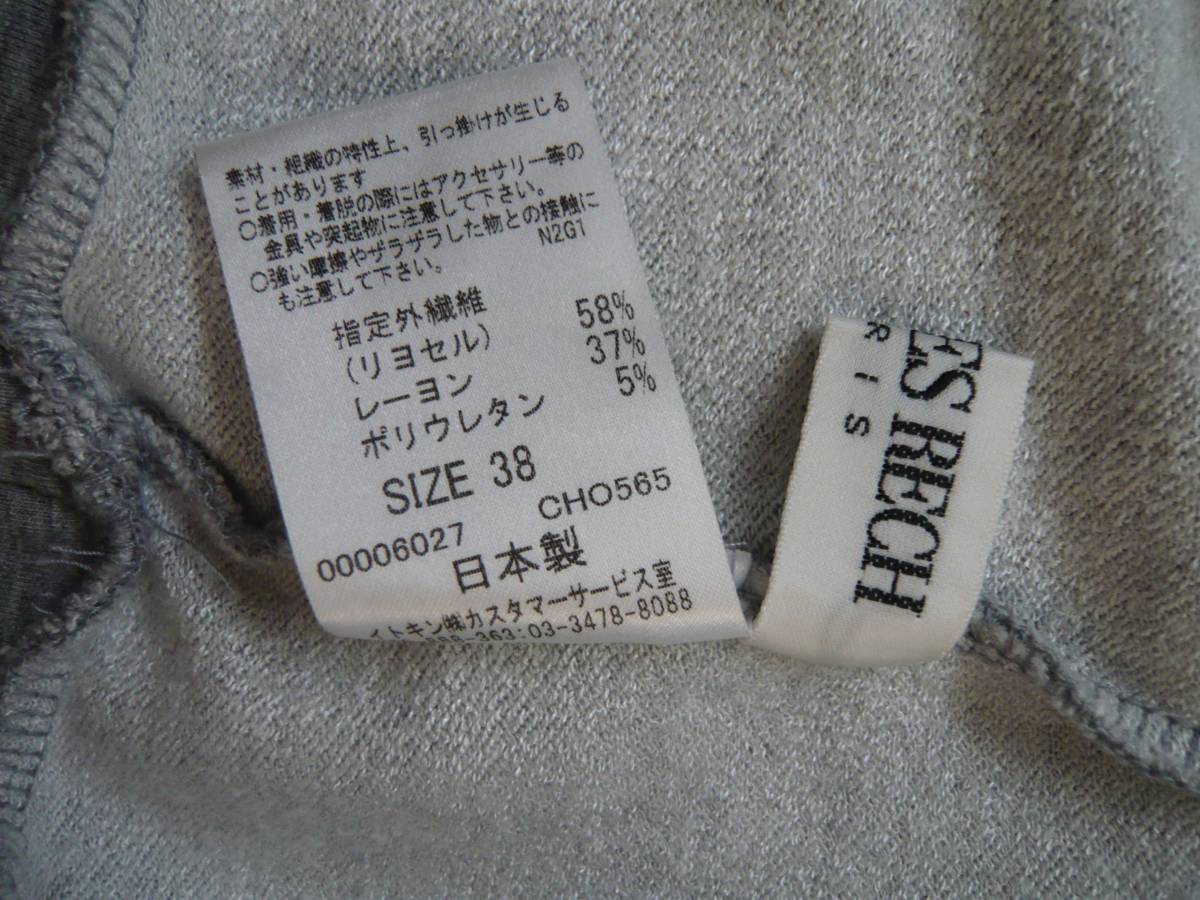 素材・組織の特性上、引っ掛けが生じる
ことがあります
○着用・着脱の際にはアクセサリー等の
金具や突起物に注意して下さい。
○強い摩擦やザラザラした物との接触に
も注意して下さい。
N2G1
指定外繊維
(リヨセル) 58%
レーヨン 37%
ポリウレタン 5%
SIZE 38
CHO565
00006027
日本製
イトキン㈱カスタマーサービス室
363:03-3478-8088
ES RECH
RIS